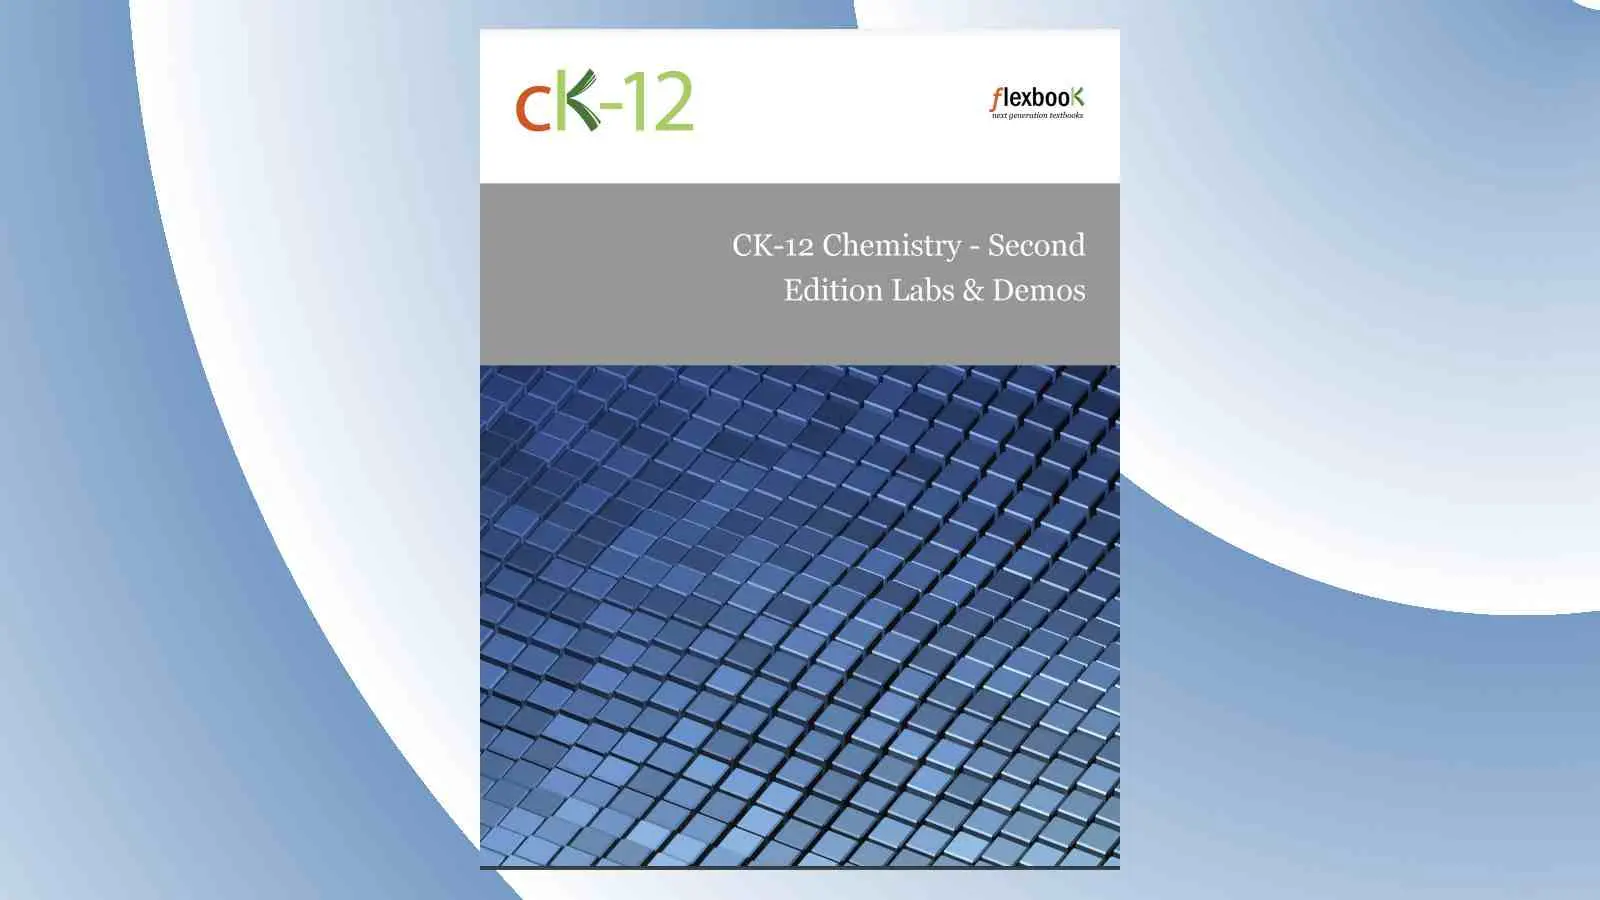 cK-12
flexbook
next generation textbooks
CK-12 Chemistry - Second
Edition Labs & Demos